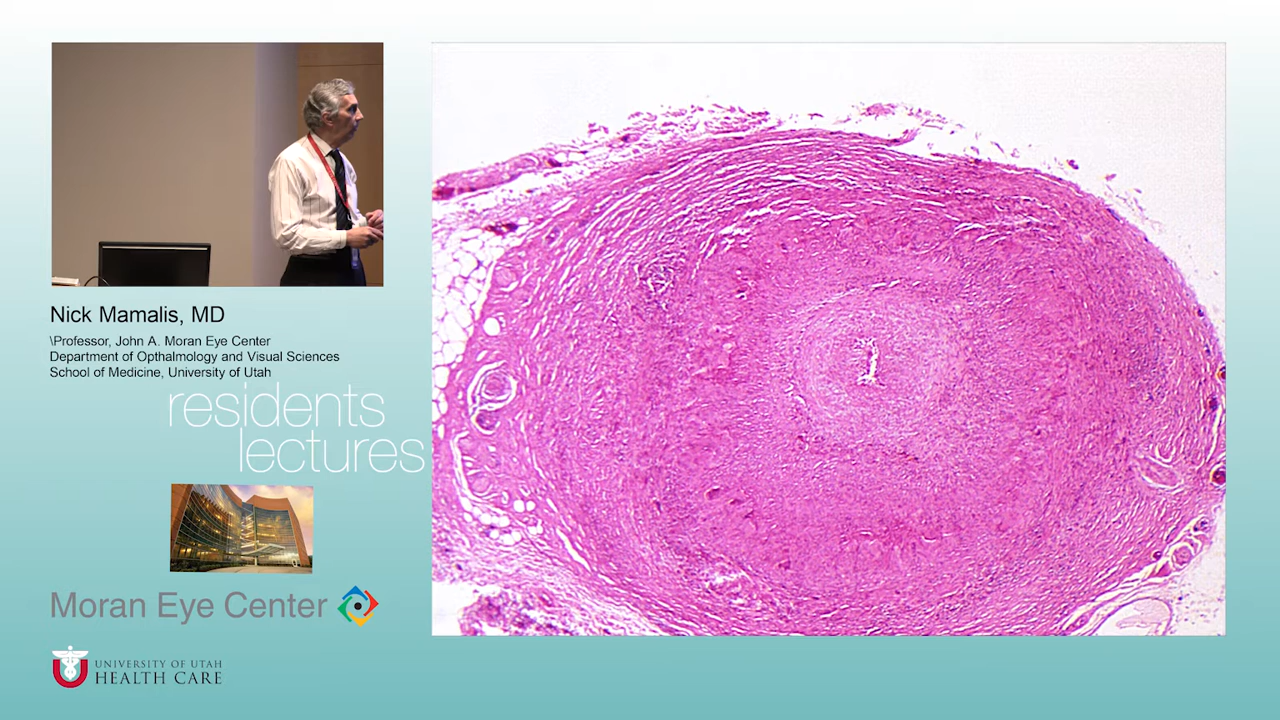 Nick Mamalis, MD
\Professor, John A. Moran Eye Center
Department of Opthalmology and Visual Sciences
School of Medicine, University of Utah
residents
lectures
Moran Eye Center
UNIVERSITY OF UTAH
HEALTH CARE